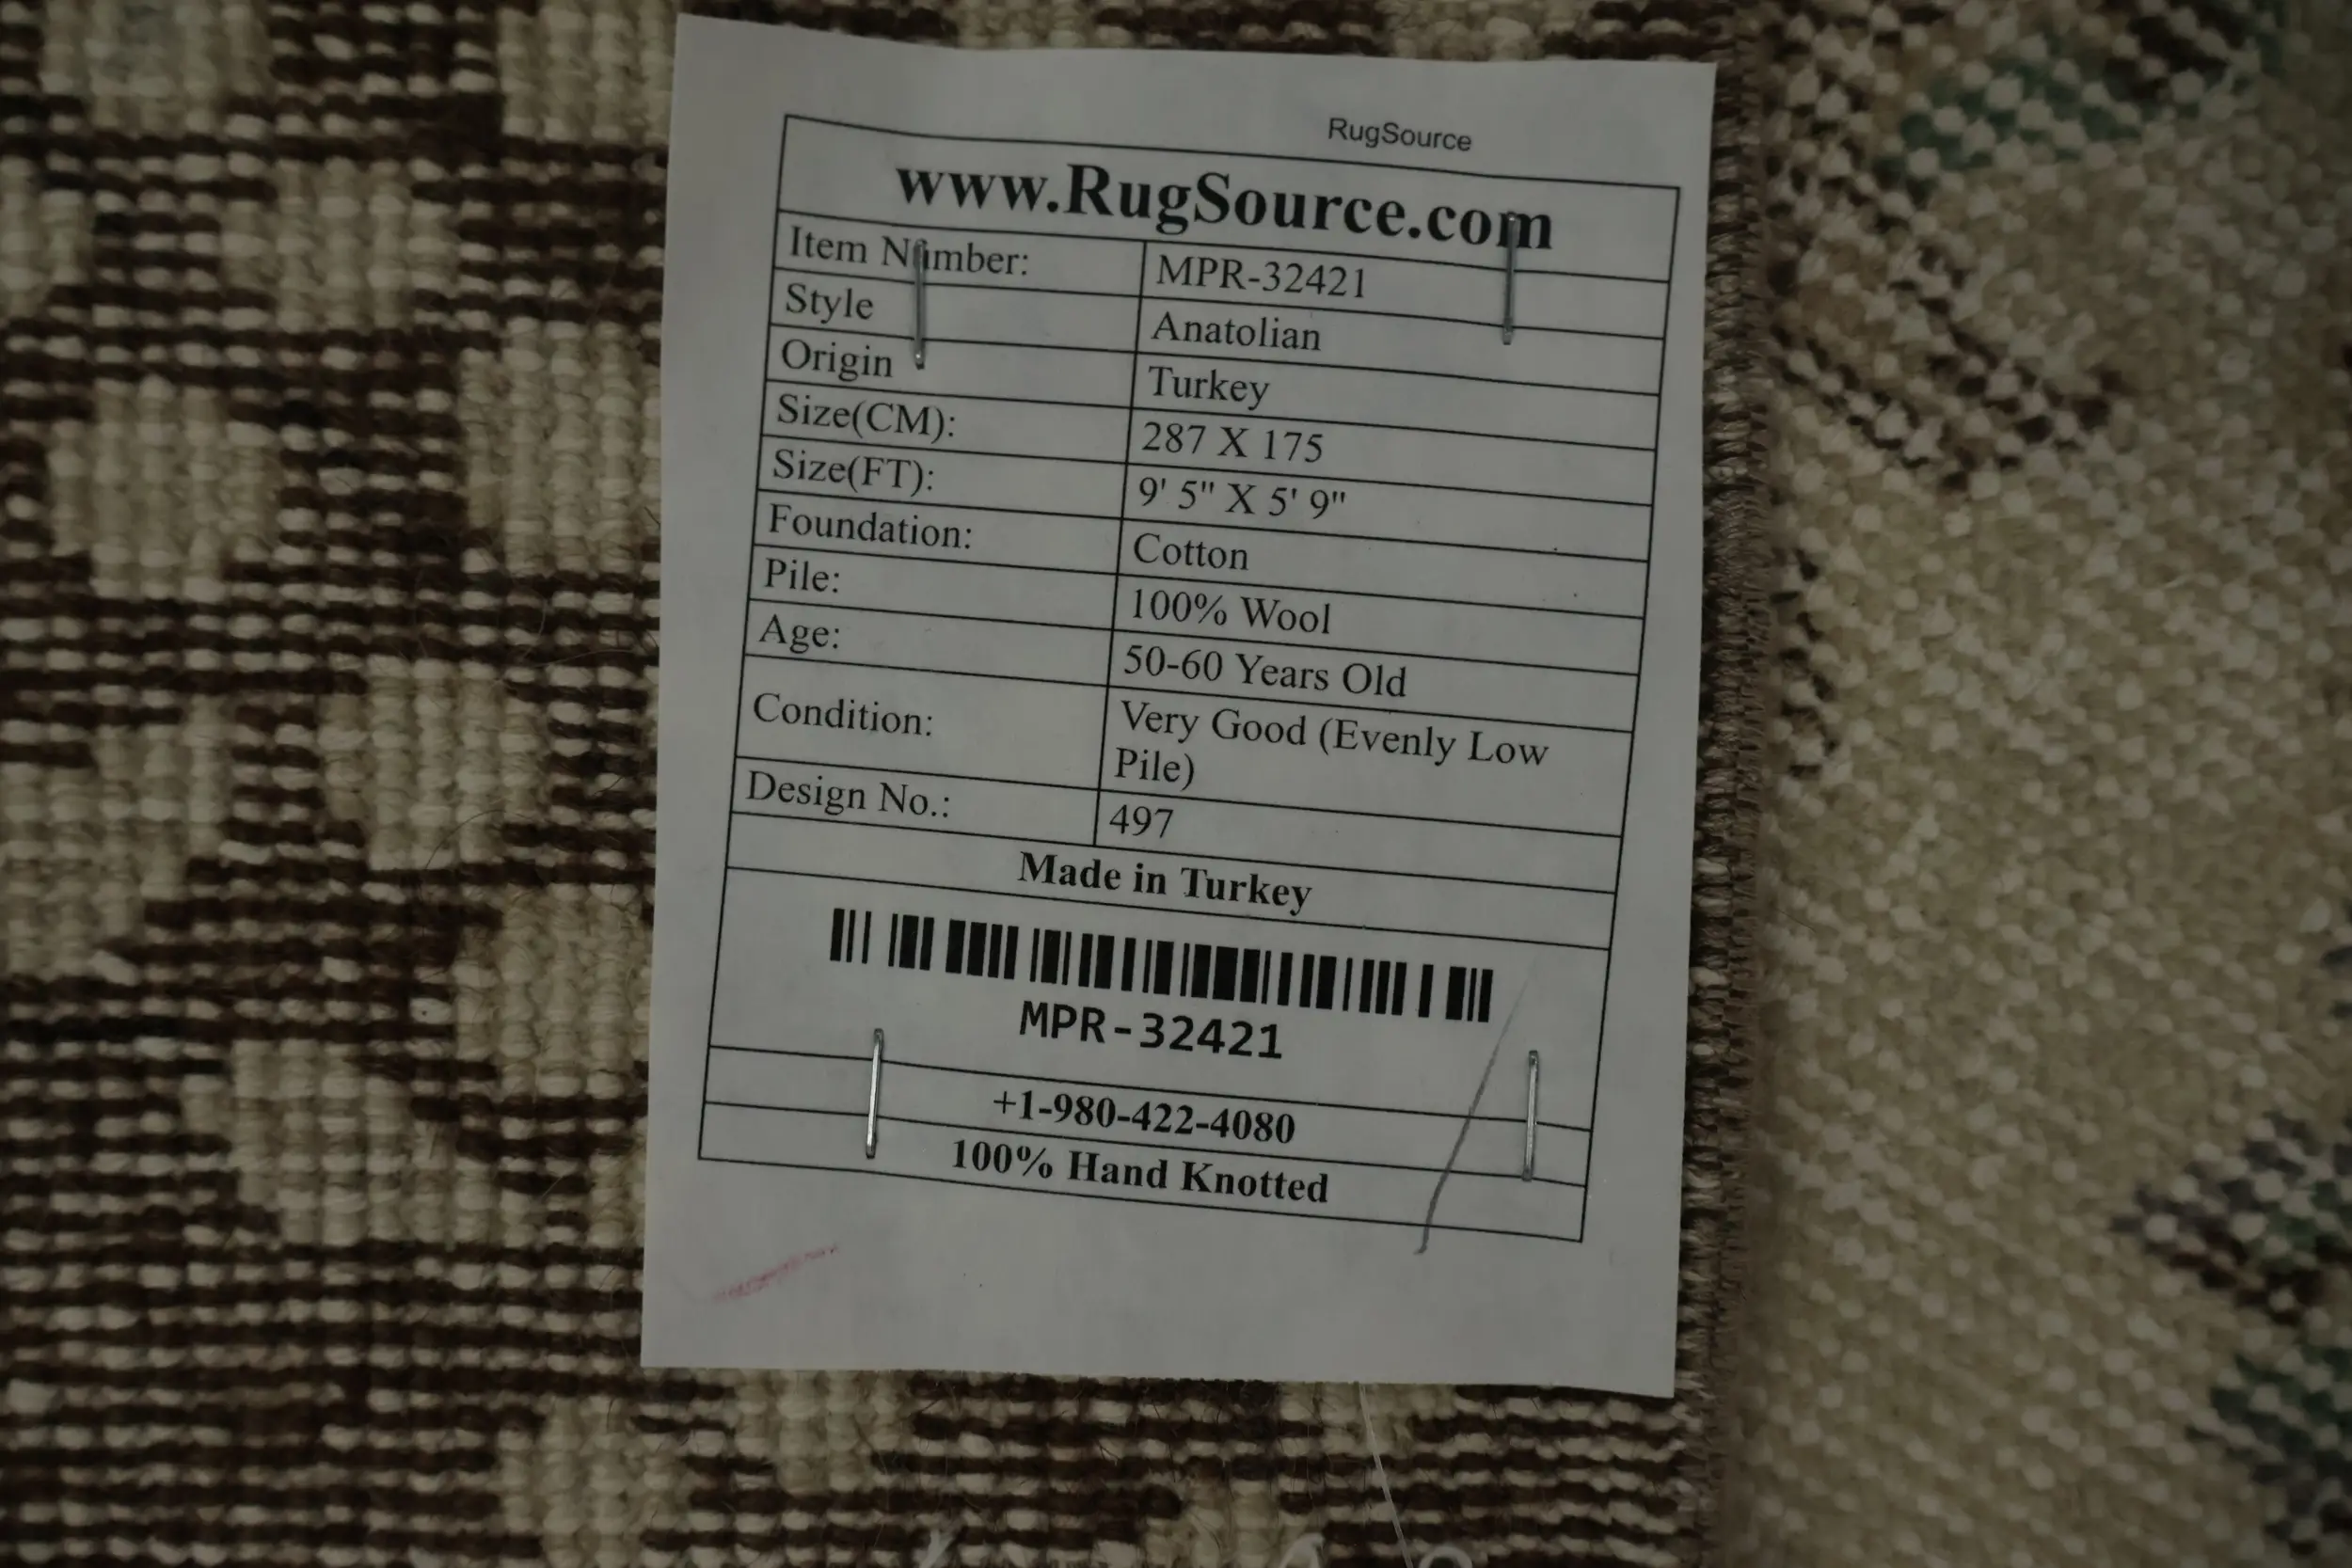 RugSource
www.RugSource.com
Item Number: MPR-32421
Style Anatolian
Origin Turkey
Size(CM): 287 X 175
Size(FT): 9' 5" X 5' 9"
Foundation: Cotton
Pile: 100% Wool
Age: 50-60 Years Old
Condition: Very Good (Evenly Low
Pile)
Design No.: 497
Made in Turkey
MPR-32421
+1-980-422-4080
100% Hand Knotted